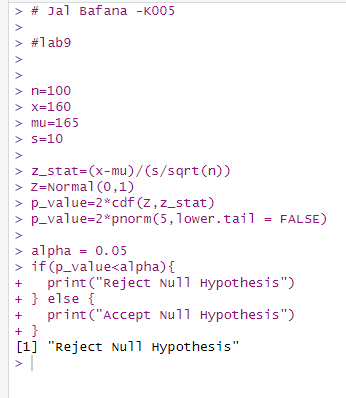 > # Jal Bafana -K005
>
> #lab9
>
>
> n=100
> x=160
> mu=165
> s=10
>
> z_stat=(x-mu)/(s/sqrt(n))
> Z=Normal(0,1)
> p_value=2*cdf(Z,z_stat)
> p_value=2*pnorm(5,lower.tail = FALSE)
>
> alpha = 0.05
> if(p_value<alpha){
+   print("Reject Null Hypothesis")
+ } else {
+   print("Accept Null Hypothesis")
+ }
[1] "Reject Null Hypothesis"
>